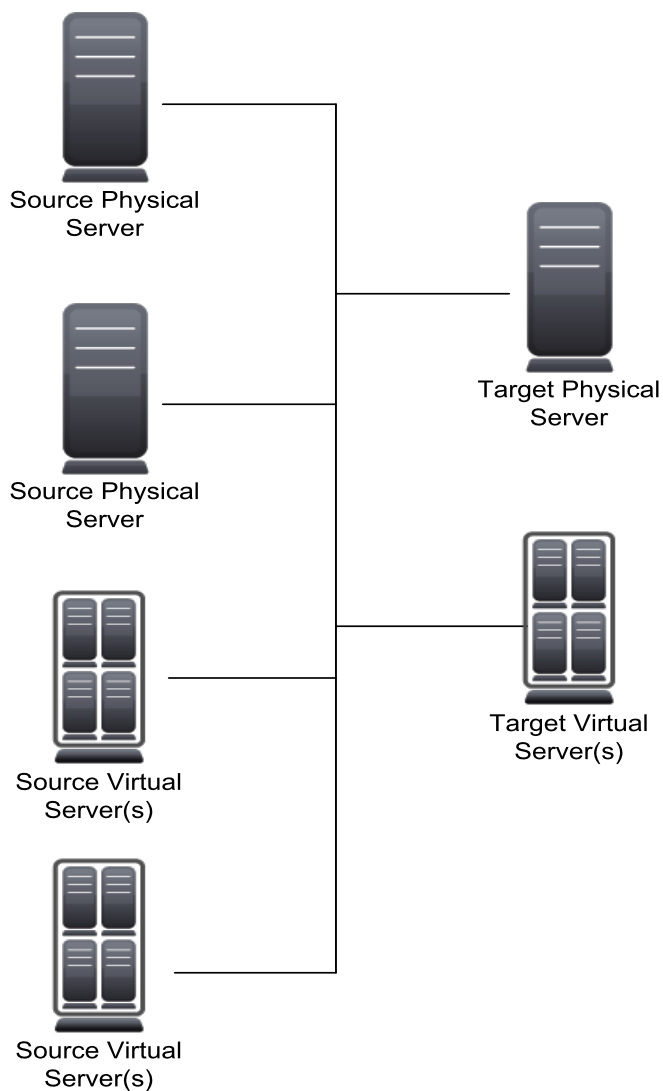 Source Physical
Server
Source Physical
Server
Source Virtual
Server(s)
Source Virtual
Server(s)
Target Physical
Server
Target Virtual
Server(s)